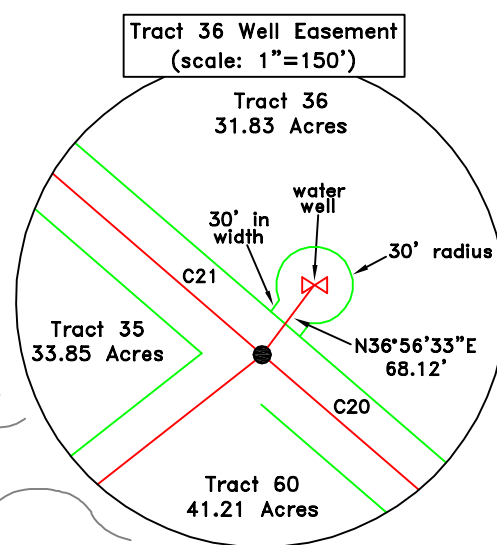 Tract 36 Well Easement
(scale: 1"=150')
Tract 36
31.83 Acres
water
well
30' in
width
30' radius
C21
Tract 35
33.85 Acres
N36°56'33"E
68.12'
C20
Tract 60
41.21 Acres